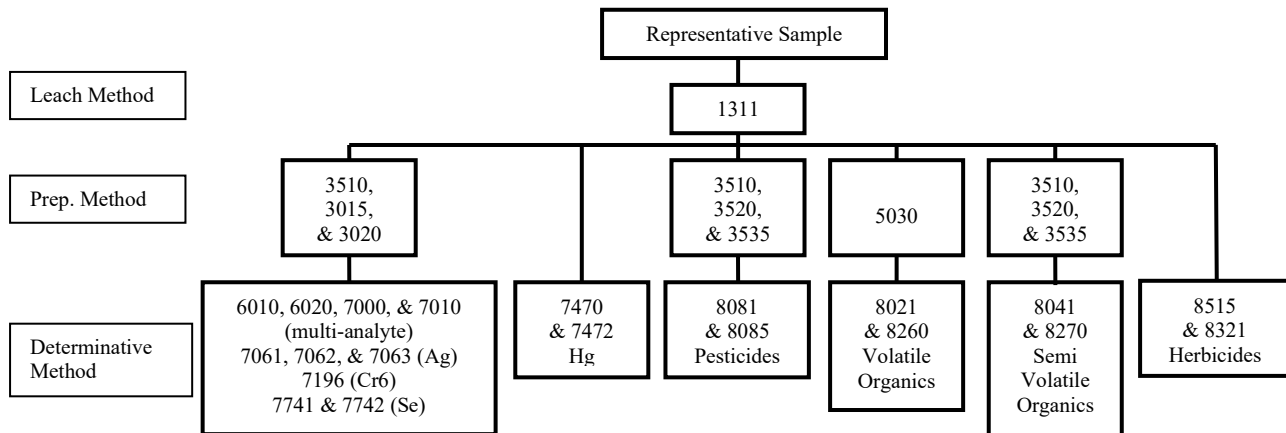 Representative Sample
Leach Method
1311
Prep. Method
3510,
3015,
& 3020
3510,
3520,
& 3535
5030
3510,
3520,
& 3535
Determinative
Method
6010, 6020, 7000, & 7010
(multi-analyte)
7061, 7062, & 7063 (Ag)
7196 (Cr6)
7741 & 7742 (Se)
7470
& 7472
Hg
8081
& 8085
Pesticides
8021
& 8260
Volatile
Organics
8041
& 8270
Semi
Volatile
Organics
8515
& 8321
Herbicides